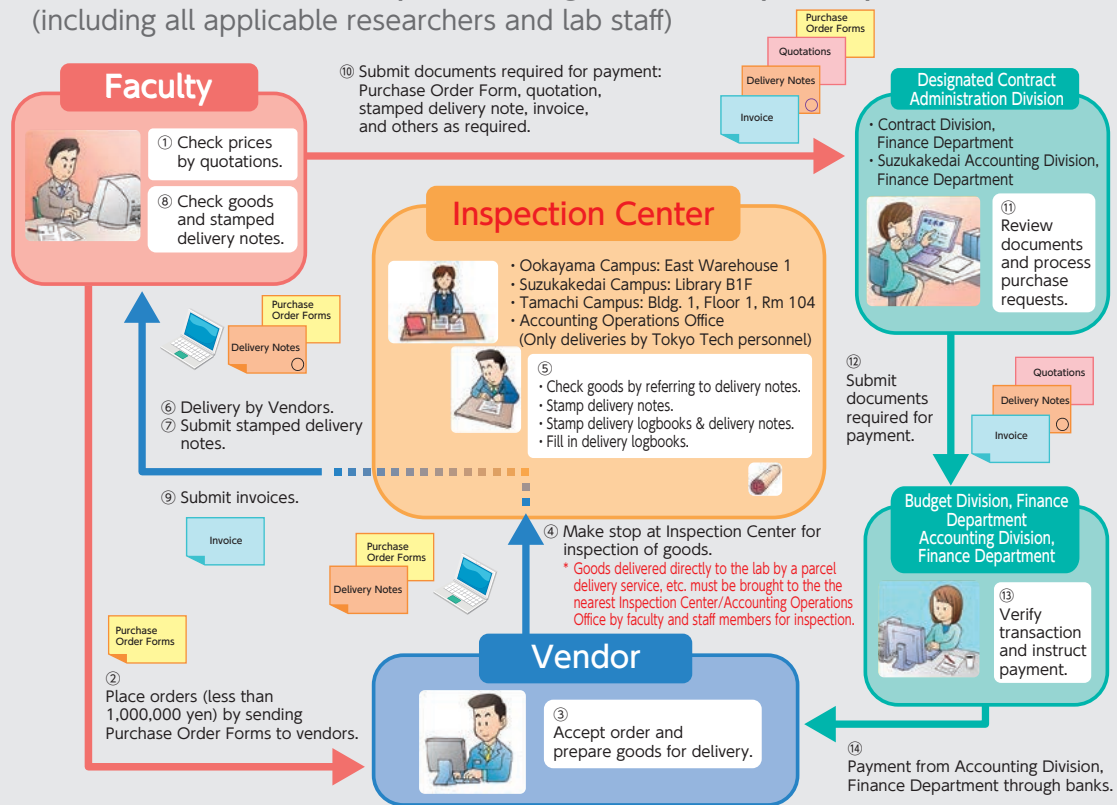 (including all applicable researchers and lab staff)
Faculty
① Check prices
by quotations.
⑧ Check goods
and stamped
delivery notes.
⑩ Submit documents required for payment:
Purchase Order Form, quotation,
stamped delivery note, invoice,
and others as required.
Purchase
Order Forms
Quotations
Delivery Notes
Invoice
Designated Contract
Administration Division
・Contract Division,
Finance Department
・Suzukakedai Accounting Division,
Finance Department
⑪
Review
documents
and process
purchase
requests.
Inspection Center
・Ookayama Campus: East Warehouse 1
・Suzukakedai Campus: Library B1F
・Tamachi Campus: Bldg. 1, Floor 1, Rm 104
・Accounting Operations Office
(Only deliveries by Tokyo Tech personnel)
⑤
・Check goods by referring to delivery notes.
・Stamp delivery notes.
・Stamp delivery logbooks & delivery notes.
・Fill in delivery logbooks.
Purchase
Order Forms
Delivery Notes
⑥ Delivery by Vendors.
⑦ Submit stamped delivery
notes.
⑨ Submit invoices.
Invoice
⑫
Submit
documents
required for
payment.
Quotations
Delivery Notes
Invoice
Purchase
Order Forms
Delivery Notes
④ Make stop at Inspection Center for
inspection of goods.
* Goods delivered directly to the lab by a parcel
delivery service, etc. must be brought to the the
nearest Inspection Center/Accounting Operations
Office by faculty and staff members for inspection.
Budget Division, Finance
Department
Accounting Division,
Finance Department
⑬
Verify
transaction
and instruct
payment.
Purchase
Order Forms
②
Place orders (less than
1,000,000 yen) by sending
Purchase Order Forms to vendors.
Vendor
③
Accept order and
prepare goods for delivery.
⑭
Payment from Accounting Division,
Finance Department through banks.